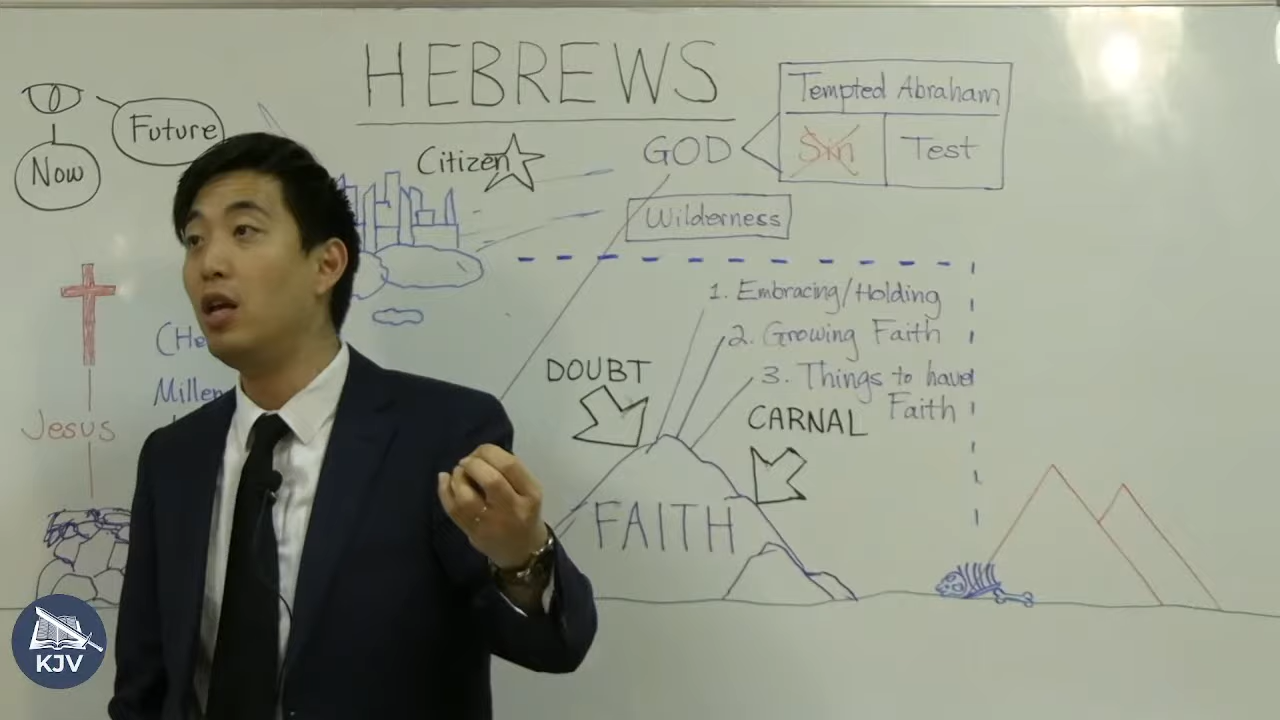 HEBREWS
Future
Now
Citizen
GOD
Tempted Abraham
Sin
Test
Wilderness
1. Embracing/Holding
2. Growing Faith
3. Things to have
Faith
DOUBT
CARNAL
Jesus
FAITH
KJV